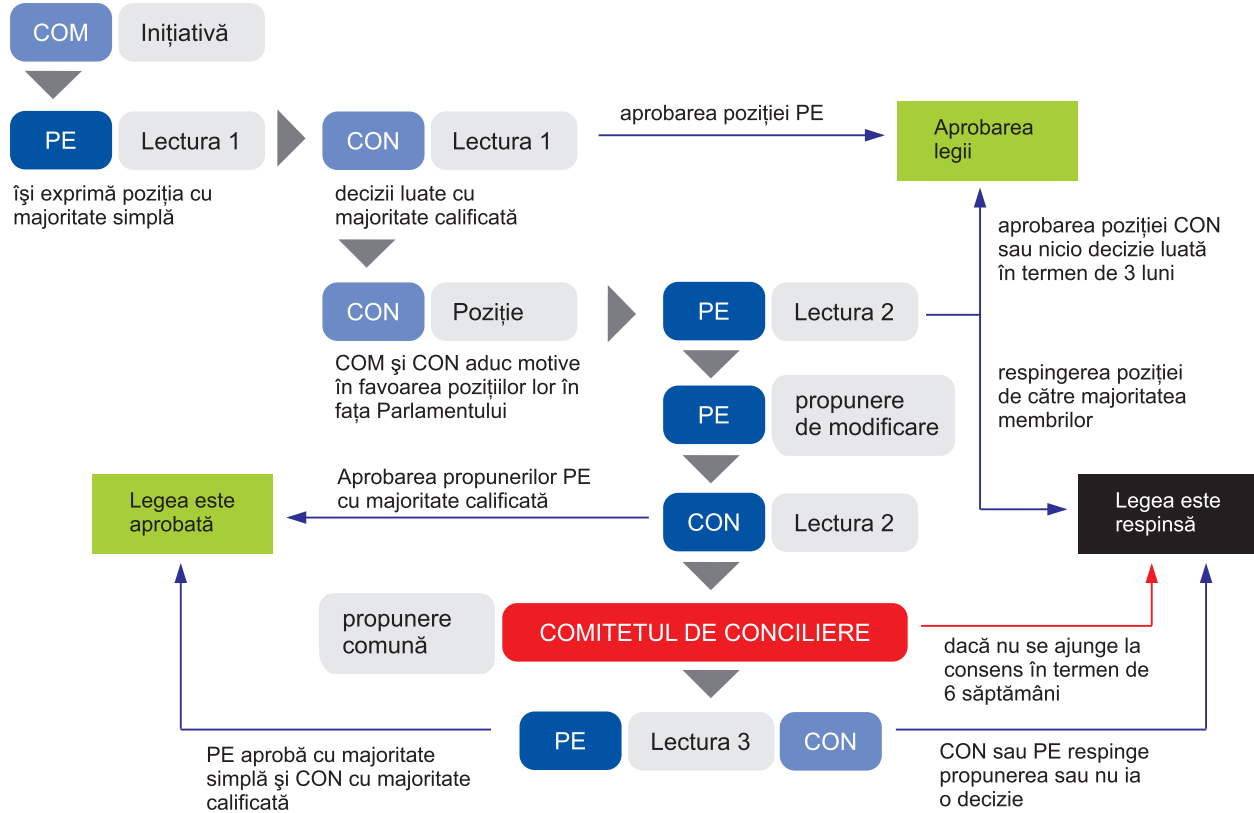 COM
Inițiativă
PE
Lectura 1
îşi exprimă poziția cu
majoritate simplă
CON
Lectura 1
decizii luate cu
majoritate calificată
aprobarea poziției PE
Aprobarea
legii
aprobarea poziției CON
sau nicio decizie luată
în termen de 3 luni
CON
Poziție
COM şi CON aduc motive
în favoarea pozițiilor lor în
fața Parlamentului
PE
Lectura 2
respingerea poziției
de către majoritatea
membrilor
PE
propunere
de modificare
Aprobarea propunerilor PE
cu majoritate calificată
Legea este
aprobată
CON
Lectura 2
Legea este
respinsă
propunere
comună
COMITETUL DE CONCILIERE
dacă nu se ajunge la
consens în termen de
6 săptămâni
PE
Lectura 3
CON
PE aprobă cu majoritate
simplă şi CON cu majoritate
calificată
CON sau PE respinge
propunerea sau nu ia
o decizie